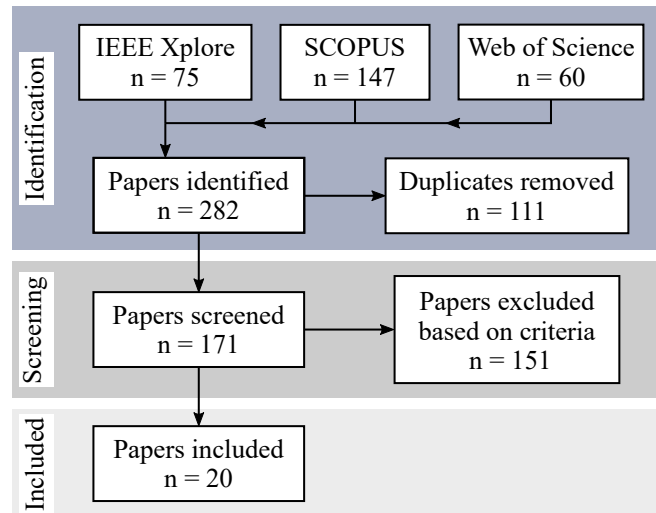 Identification
IEEE Xplore
n = 75
SCOPUS
n = 147
Web of Science
n = 60
Papers identified
n = 282
Duplicates removed
n = 111
Screening
Papers screened
n = 171
Papers excluded
based on criteria
n = 151
Included
Papers included
n = 20